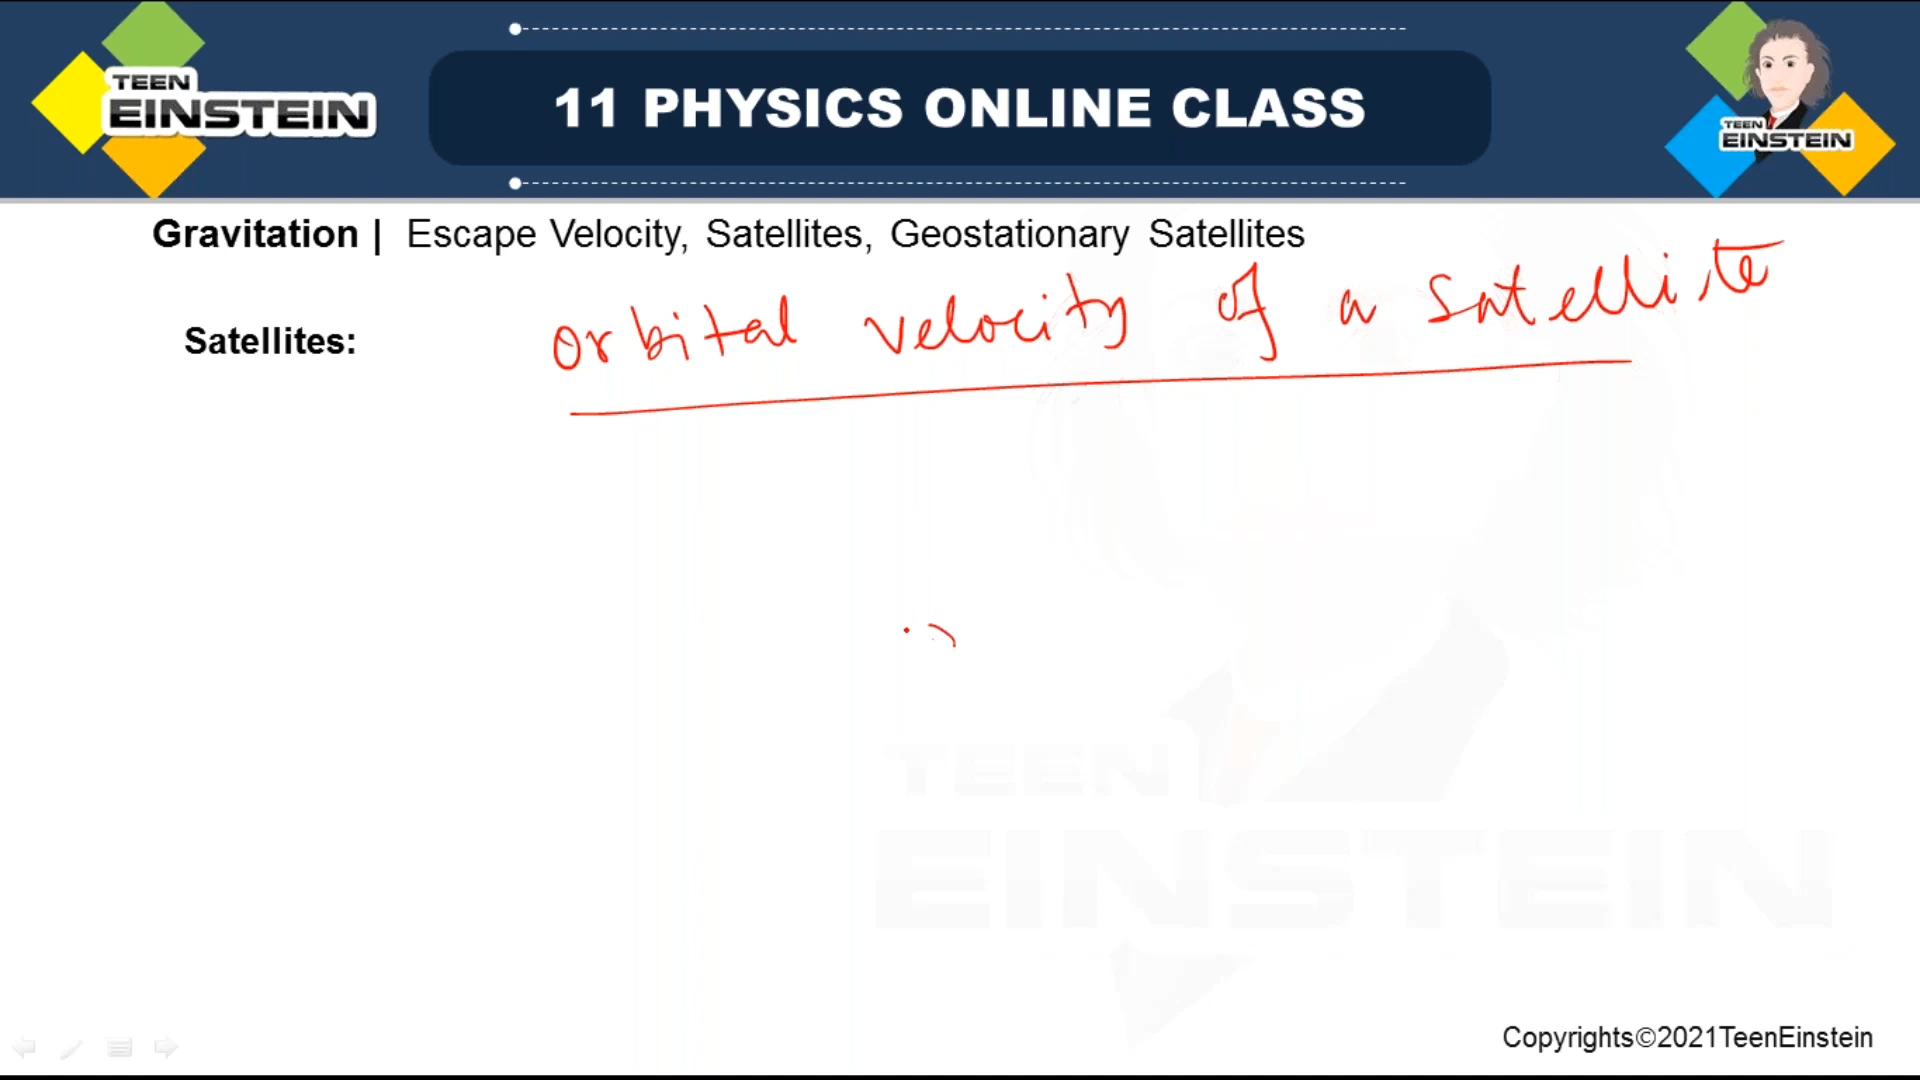 TEEN
EINSTEIN
11 PHYSICS ONLINE CLASS
TEEN
EINSTEIN
Gravitation | Escape Velocity, Satellites, Geostationary Satellites
Satellites:
orbital velocity of a satellite
TEEN
EINSTEIN
Copyrights©2021TeenEinstein